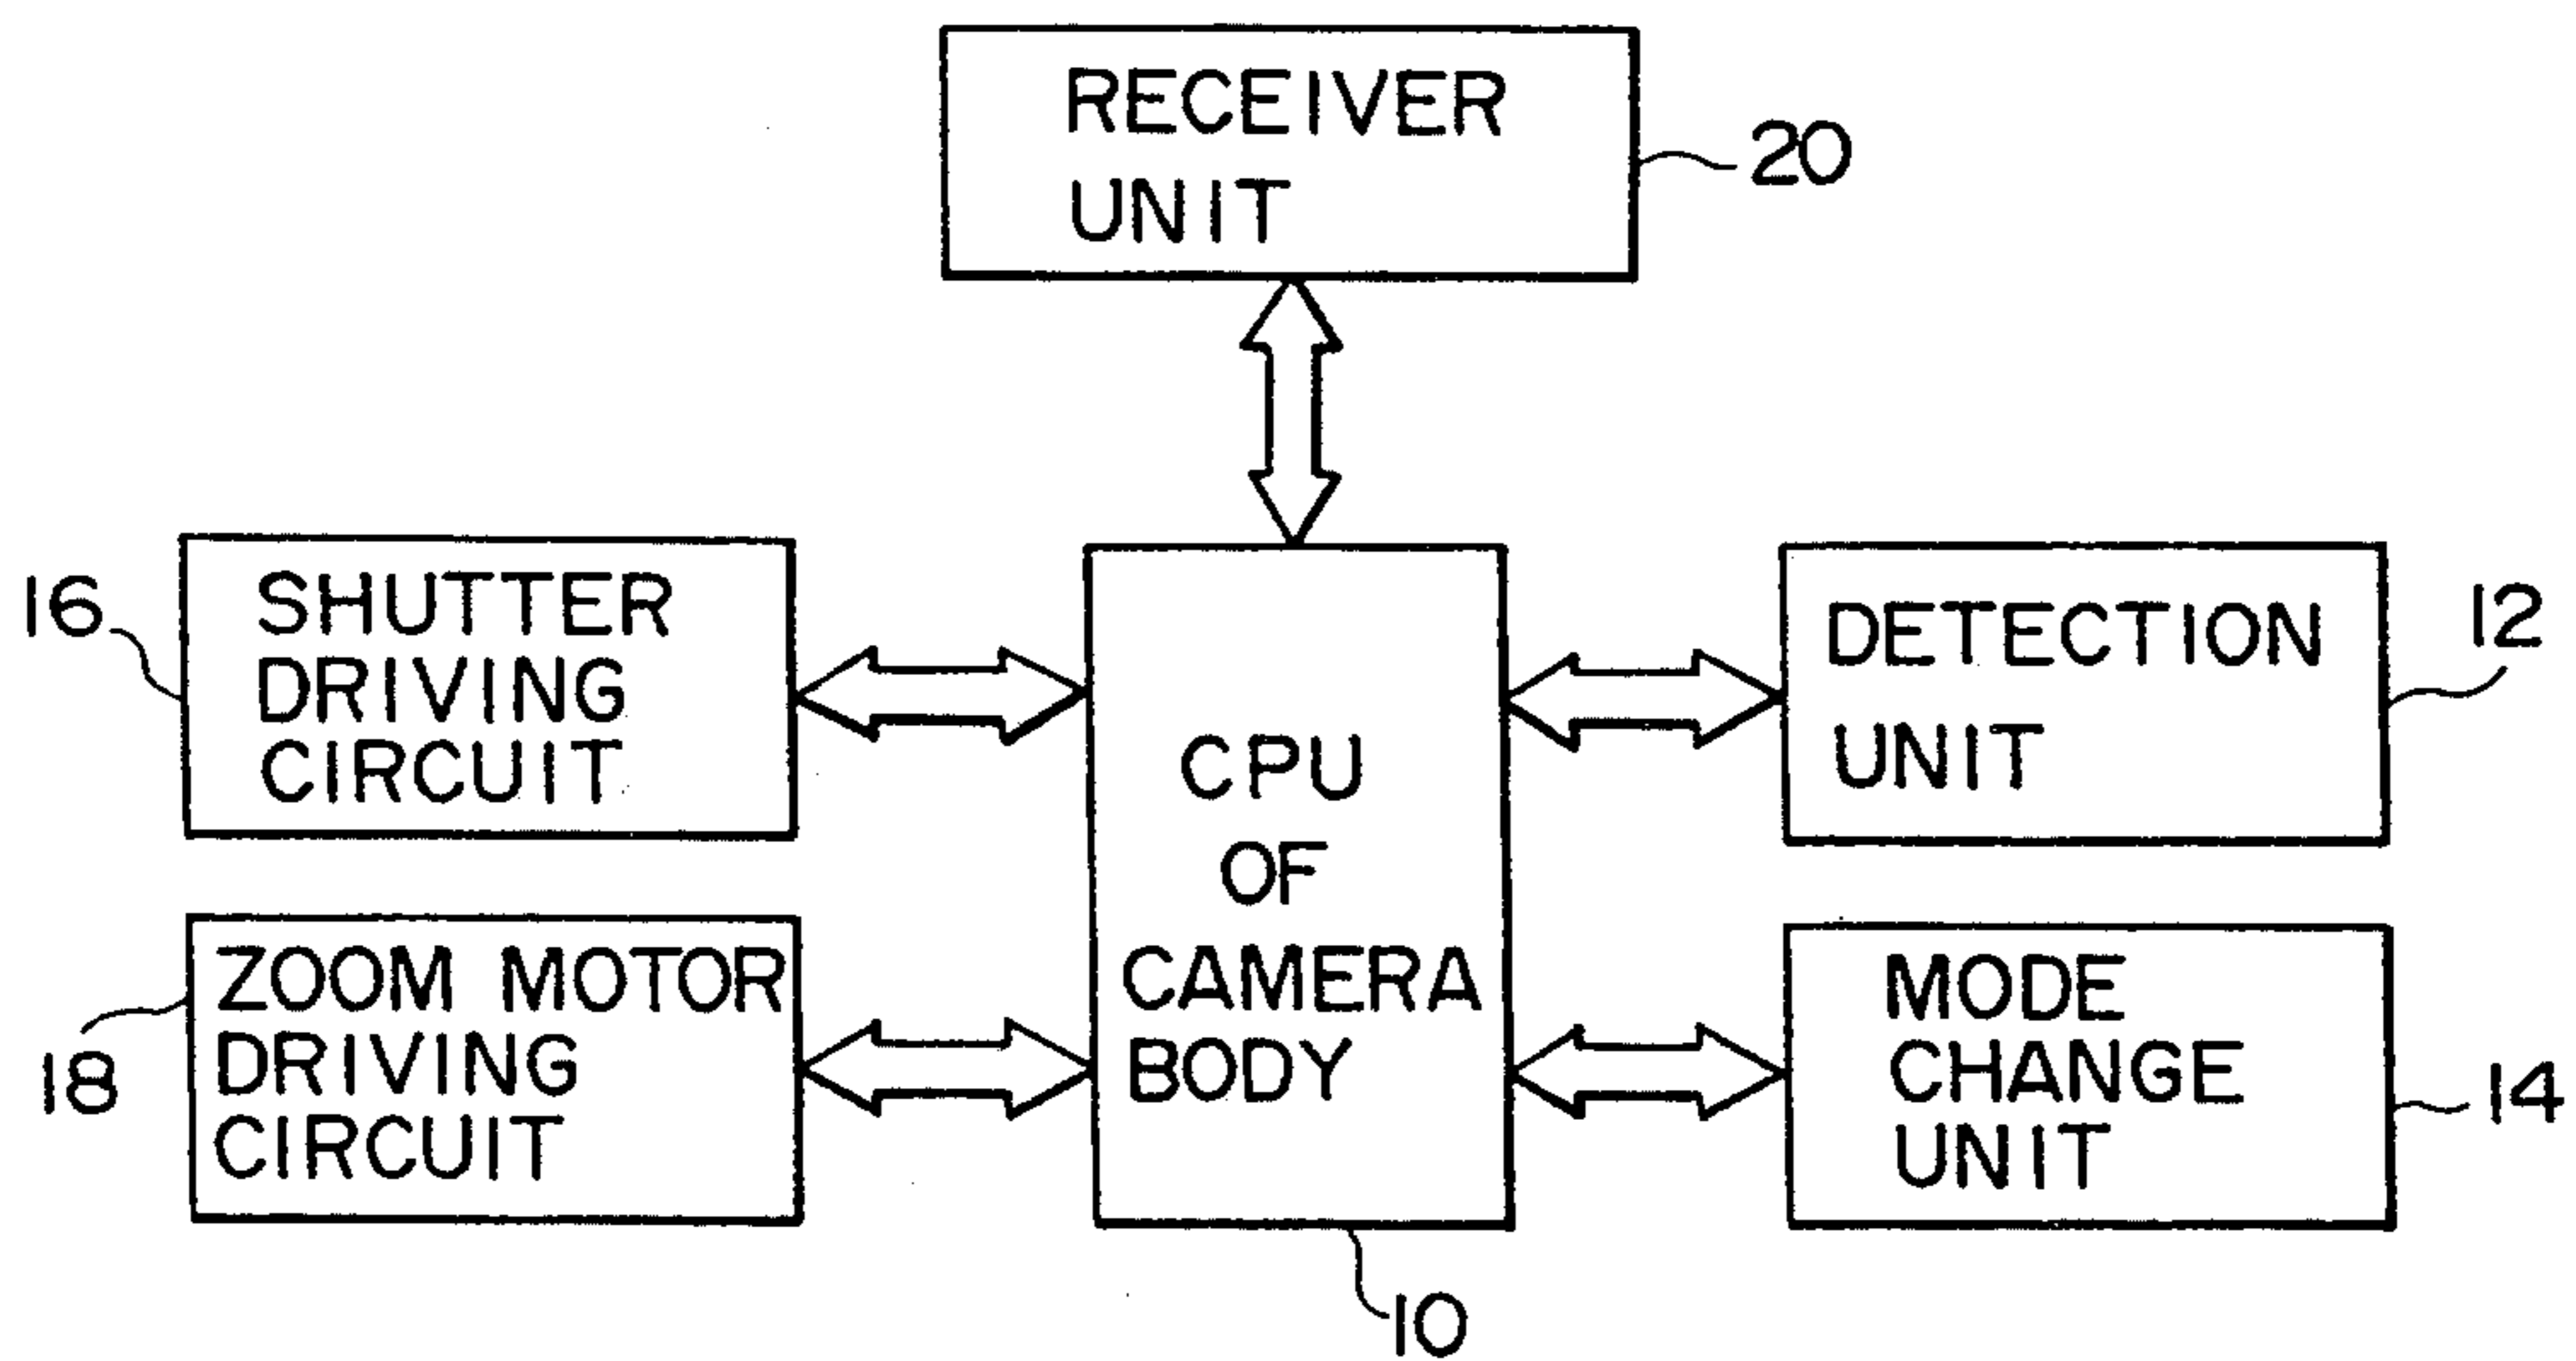 RECEIVER
UNIT
20
16
SHUTTER
DRIVING
CIRCUIT
CPU
OF
CAMERA
BODY
10
DETECTION
UNIT
12
18
ZOOM MOTOR
DRIVING
CIRCUIT
MODE
CHANGE
UNIT
14